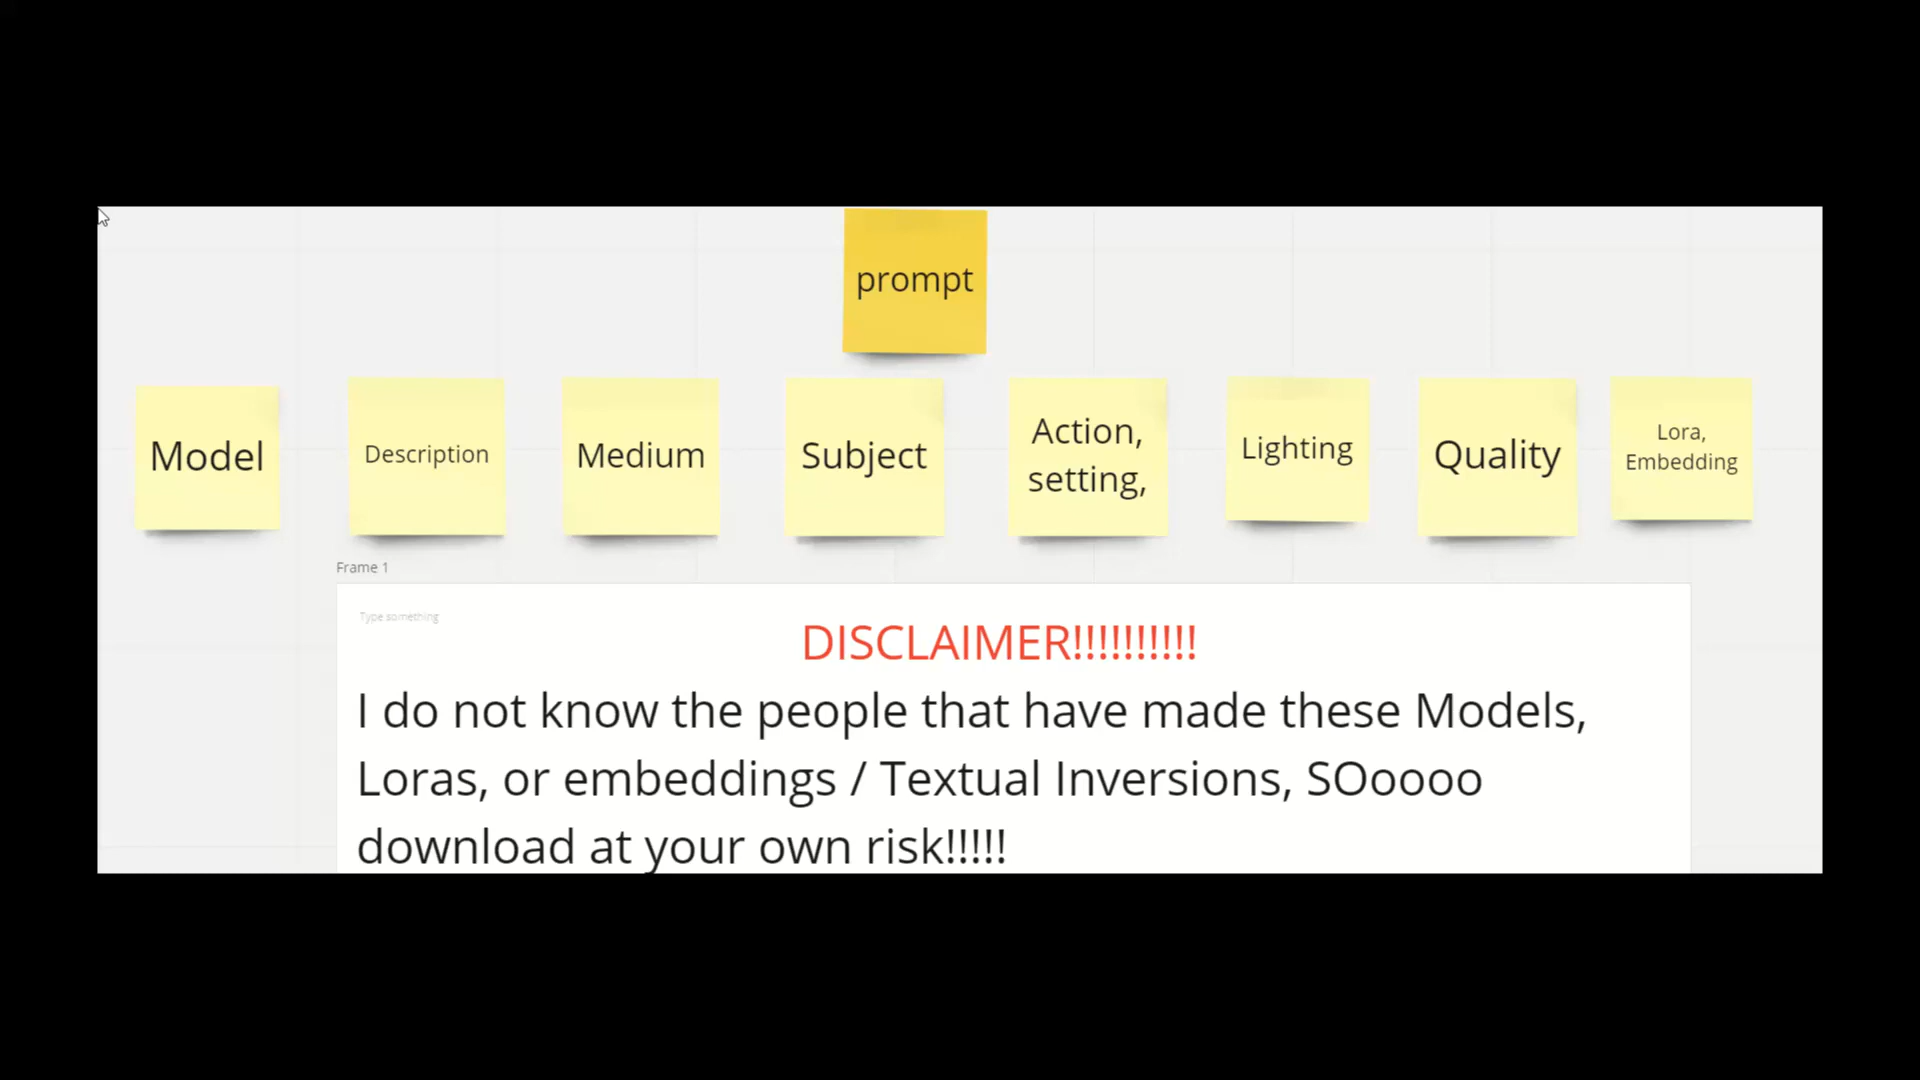 prompt
Model
Description
Medium
Subject
Action,
setting,
Lighting
Quality
Lora,
Embedding
Frame 1
Type something
DISCLAIMER!!!!!!!!!!
I do not know the people that have made these Models,
Loras, or embeddings / Textual Inversions, SOoooo
download at your own risk!!!!!